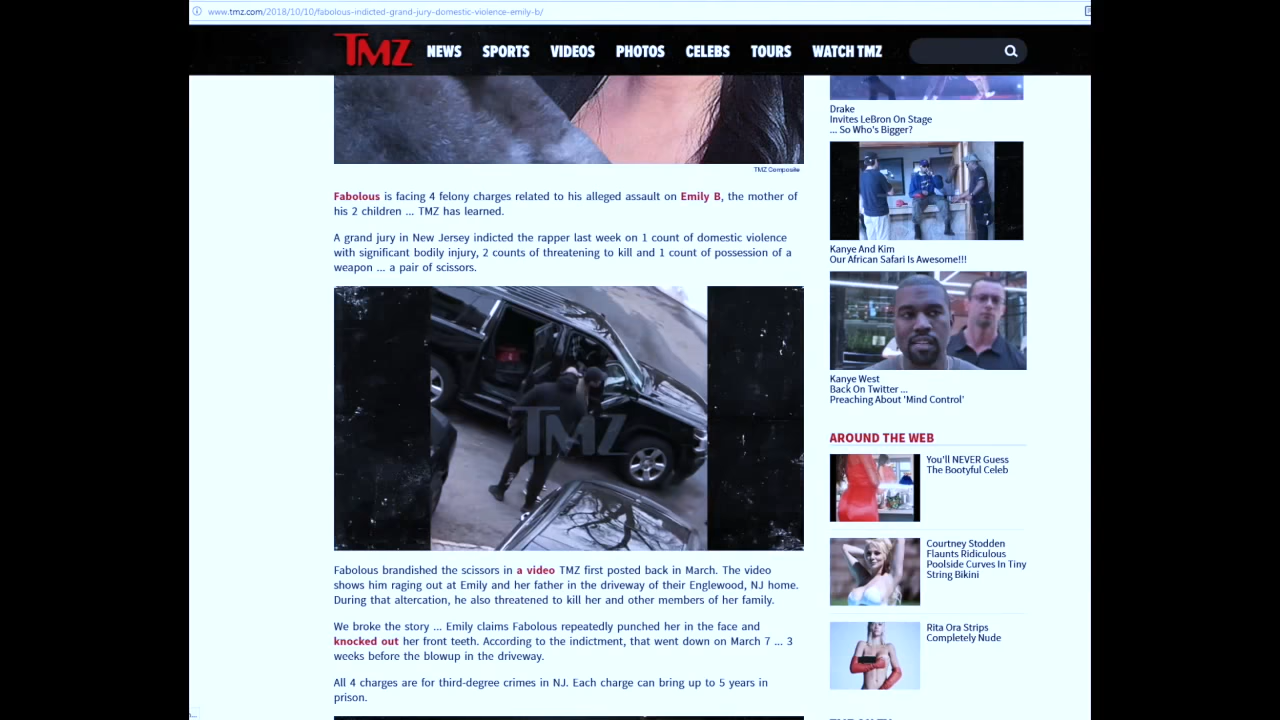 www.tmz.com/2018/10/10/fabolous-indicted-grand-jury-domestic-violence-emily-b/
TMZ NEWS SPORTS VIDEOS PHOTOS CELEBS TOURS WATCH TMZ
TMZ Composite
Fabolous is facing 4 felony charges related to his alleged assault on Emily B, the mother of
his 2 children ... TMZ has learned.
A grand jury in New Jersey indicted the rapper last week on 1 count of domestic violence
with significant bodily injury, 2 counts of threatening to kill and 1 count of possession of a
weapon ... a pair of scissors.
TMZ
Fabolous brandished the scissors in a video TMZ first posted back in March. The video
shows him raging out at Emily and her father in the driveway of their Englewood, NJ home.
During that altercation, he also threatened to kill her and other members of her family.
We broke the story ... Emily claims Fabolous repeatedly punched her in the face and
knocked out her front teeth. According to the indictment, that went down on March 7 ... 3
weeks before the blowup in the driveway.
All 4 charges are for third-degree crimes in NJ. Each charge can bring up to 5 years in
prison.
Drake
Invites LeBron On Stage
... So Who's Bigger?
Kanye And Kim
Our African Safari Is Awesome!!!
Kanye West
Back On Twitter ...
Preaching About 'Mind Control'
AROUND THE WEB
You'll NEVER Guess
The Bootyful Celeb
Courtney Stodden
Flaunts Ridiculous
Poolside Curves In Tiny
String Bikini
Rita Ora Strips
Completely Nude